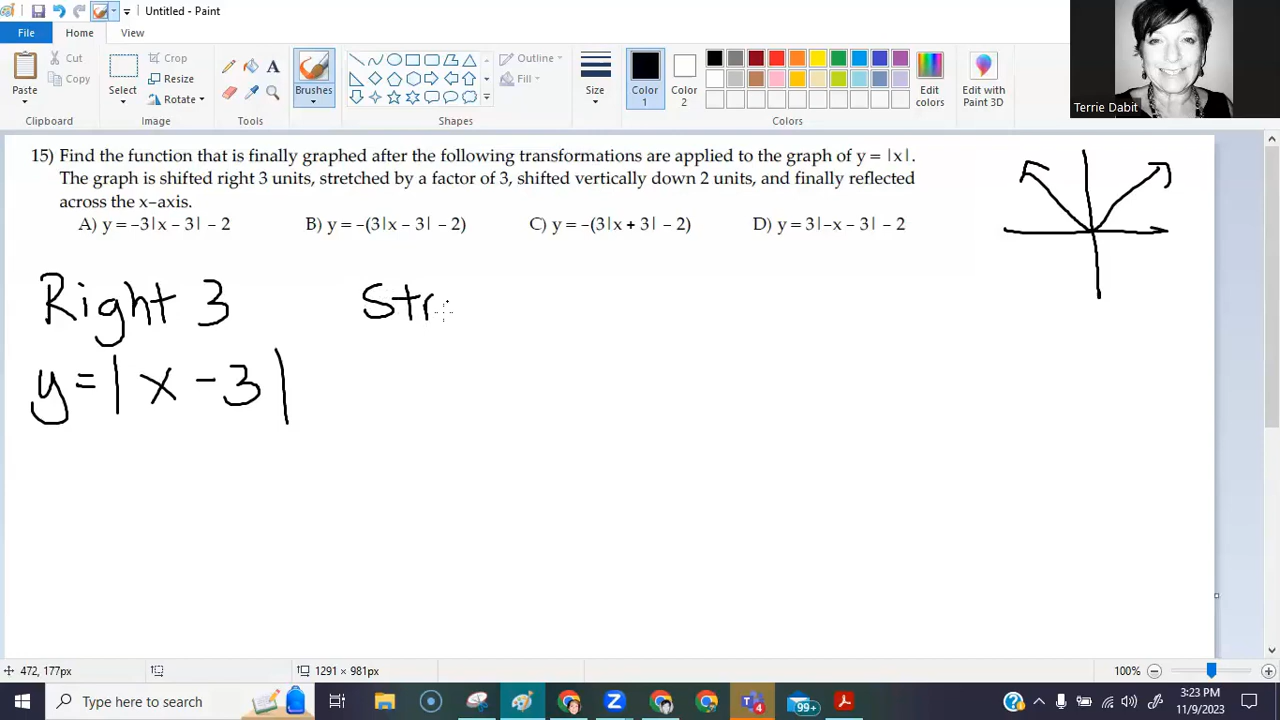 Untitled - Paint
File Home View
Paste
Cut
Copy
Clipboard
Select
Crop
Resize
Rotate
Image
A
Tools
Brushes
Outline
Fill
Shapes
Size
Color 1
Color 2
Edit colors
Colors
Edit with Paint 3D
Terrie Dabit
15) Find the function that is finally graphed after the following transformations are applied to the graph of y = |x|.
The graph is shifted right 3 units, stretched by a factor of 3, shifted vertically down 2 units, and finally reflected
across the x-axis.
A) y = -3|x - 3| - 2 B) y = -(3|x - 3| - 2) C) y = -(3|x + 3| - 2) D) y = 3|-x - 3| - 2
Right 3 Str
y=|x-3|
472, 177px 1291 × 981px 100%
Type here to search
4
99+
3:23 PM
11/9/2023